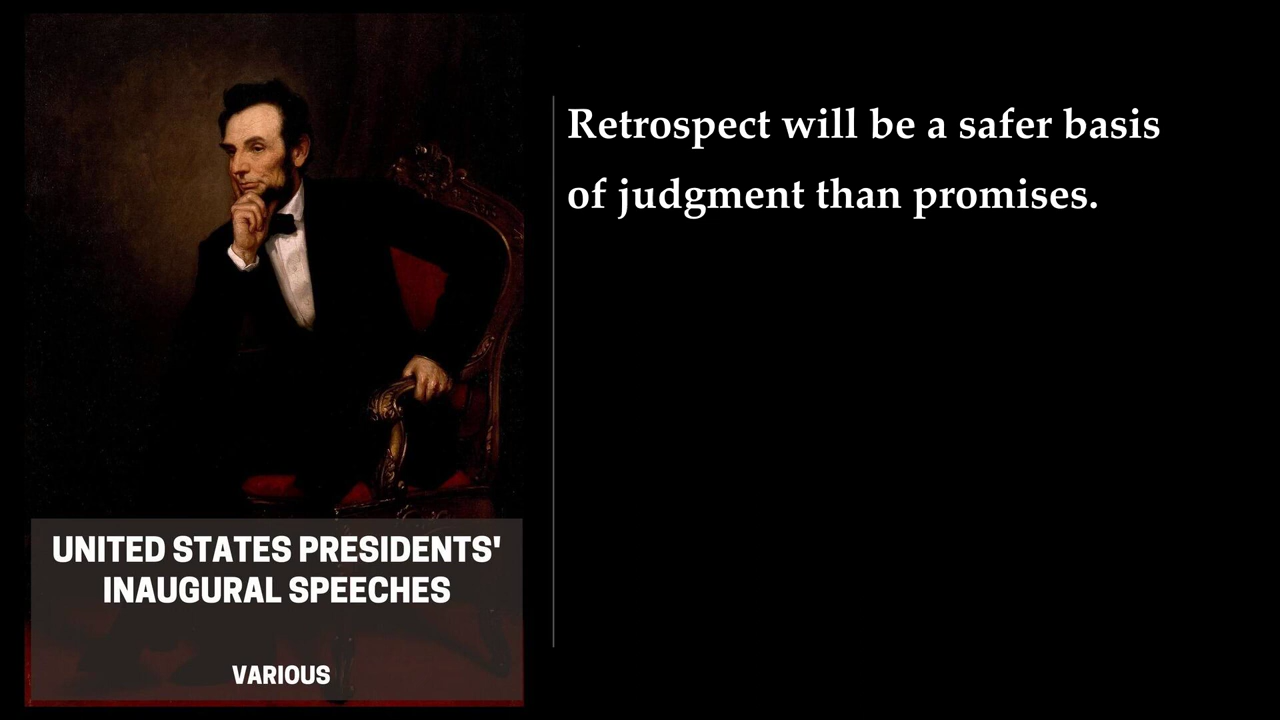 Retrospect will be a safer basis
of judgment than promises.
UNITED STATES PRESIDENTS'
INAUGURAL SPEECHES
VARIOUS